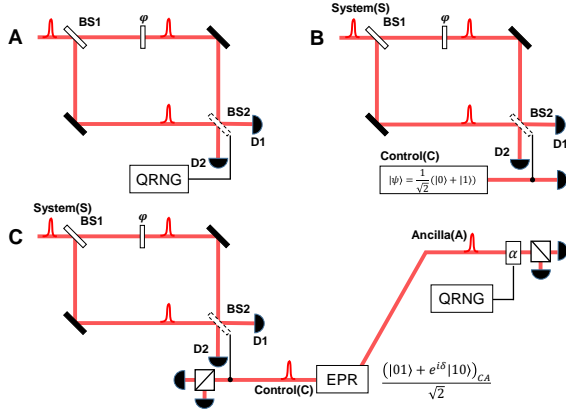 A
BS1
φ
BS2
D1
D2
QRNG
B
System(S)
BS1
φ
BS2
D1
D2
Control(C)
|ψ⟩ = 1/√2 (|0⟩ + |1⟩)
C
System(S)
BS1
φ
BS2
D1
D2
Control(C)
EPR
Ancilla(A)
α
QRNG
(|01⟩ + e^{iδ}|10⟩)_{CA}
√2